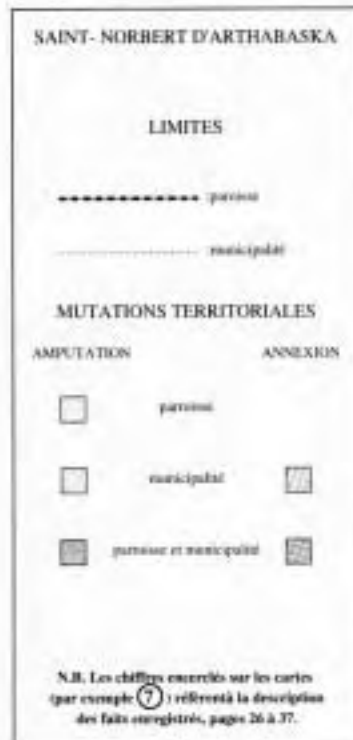 SAINT- NORBERT D'ARTHABASKA
LIMITES
paroisse
municipalité
MUTATIONS TERRITORIALES
AMPUTATION ANNEXION
paroisse
municipalité
paroisse et municipalité
N.B. Les chiffres encerclés sur les cartes
(par exemple 7) réfèrent à la description
des faits enregistrés, pages 26 à 37.